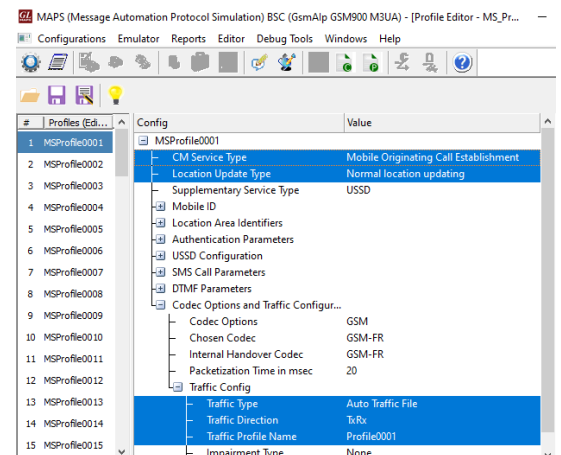 GL MAPS (Message Automation Protocol Simulation) BSC (GsmAIp GSM900 M3UA) - [Profile Editor - MS_Pr...
Configurations Emulator Reports Editor Debug Tools Windows Help
# Profiles (Edi... Config Value
1 MSProfile0001 MSProfile0001
CM Service Type Mobile Originating Call Establishment
2 MSProfile0002 Location Update Type Normal location updating
3 MSProfile0003 Supplementary Service Type USSD
4 MSProfile0004 Mobile ID
5 MSProfile0005 Location Area Identifiers
Authentication Parameters
6 MSProfile0006 USSD Configuration
7 MSProfile0007 SMS Call Parameters
8 MSProfile0008 DTMF Parameters
Codec Options and Traffic Configur...
9 MSProfile0009 Codec Options GSM
10 MSProfile0010 Chosen Codec GSM-FR
11 MSProfile0011 Internal Handover Codec GSM-FR
Packetization Time in msec 20
12 MSProfile0012 Traffic Config
13 MSProfile0013 Traffic Type Auto Traffic File
14 MSProfile0014 Traffic Direction TxRx
Traffic Profile Name Profile0001
15 MSProfile0015 Impairment Type None